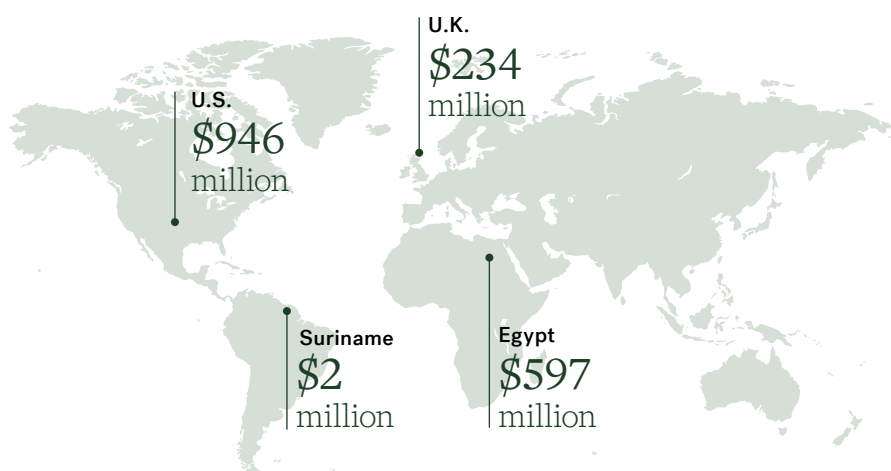 U.K.
$234
million
U.S.
$946
million
Suriname
$2
million
Egypt
$597
million